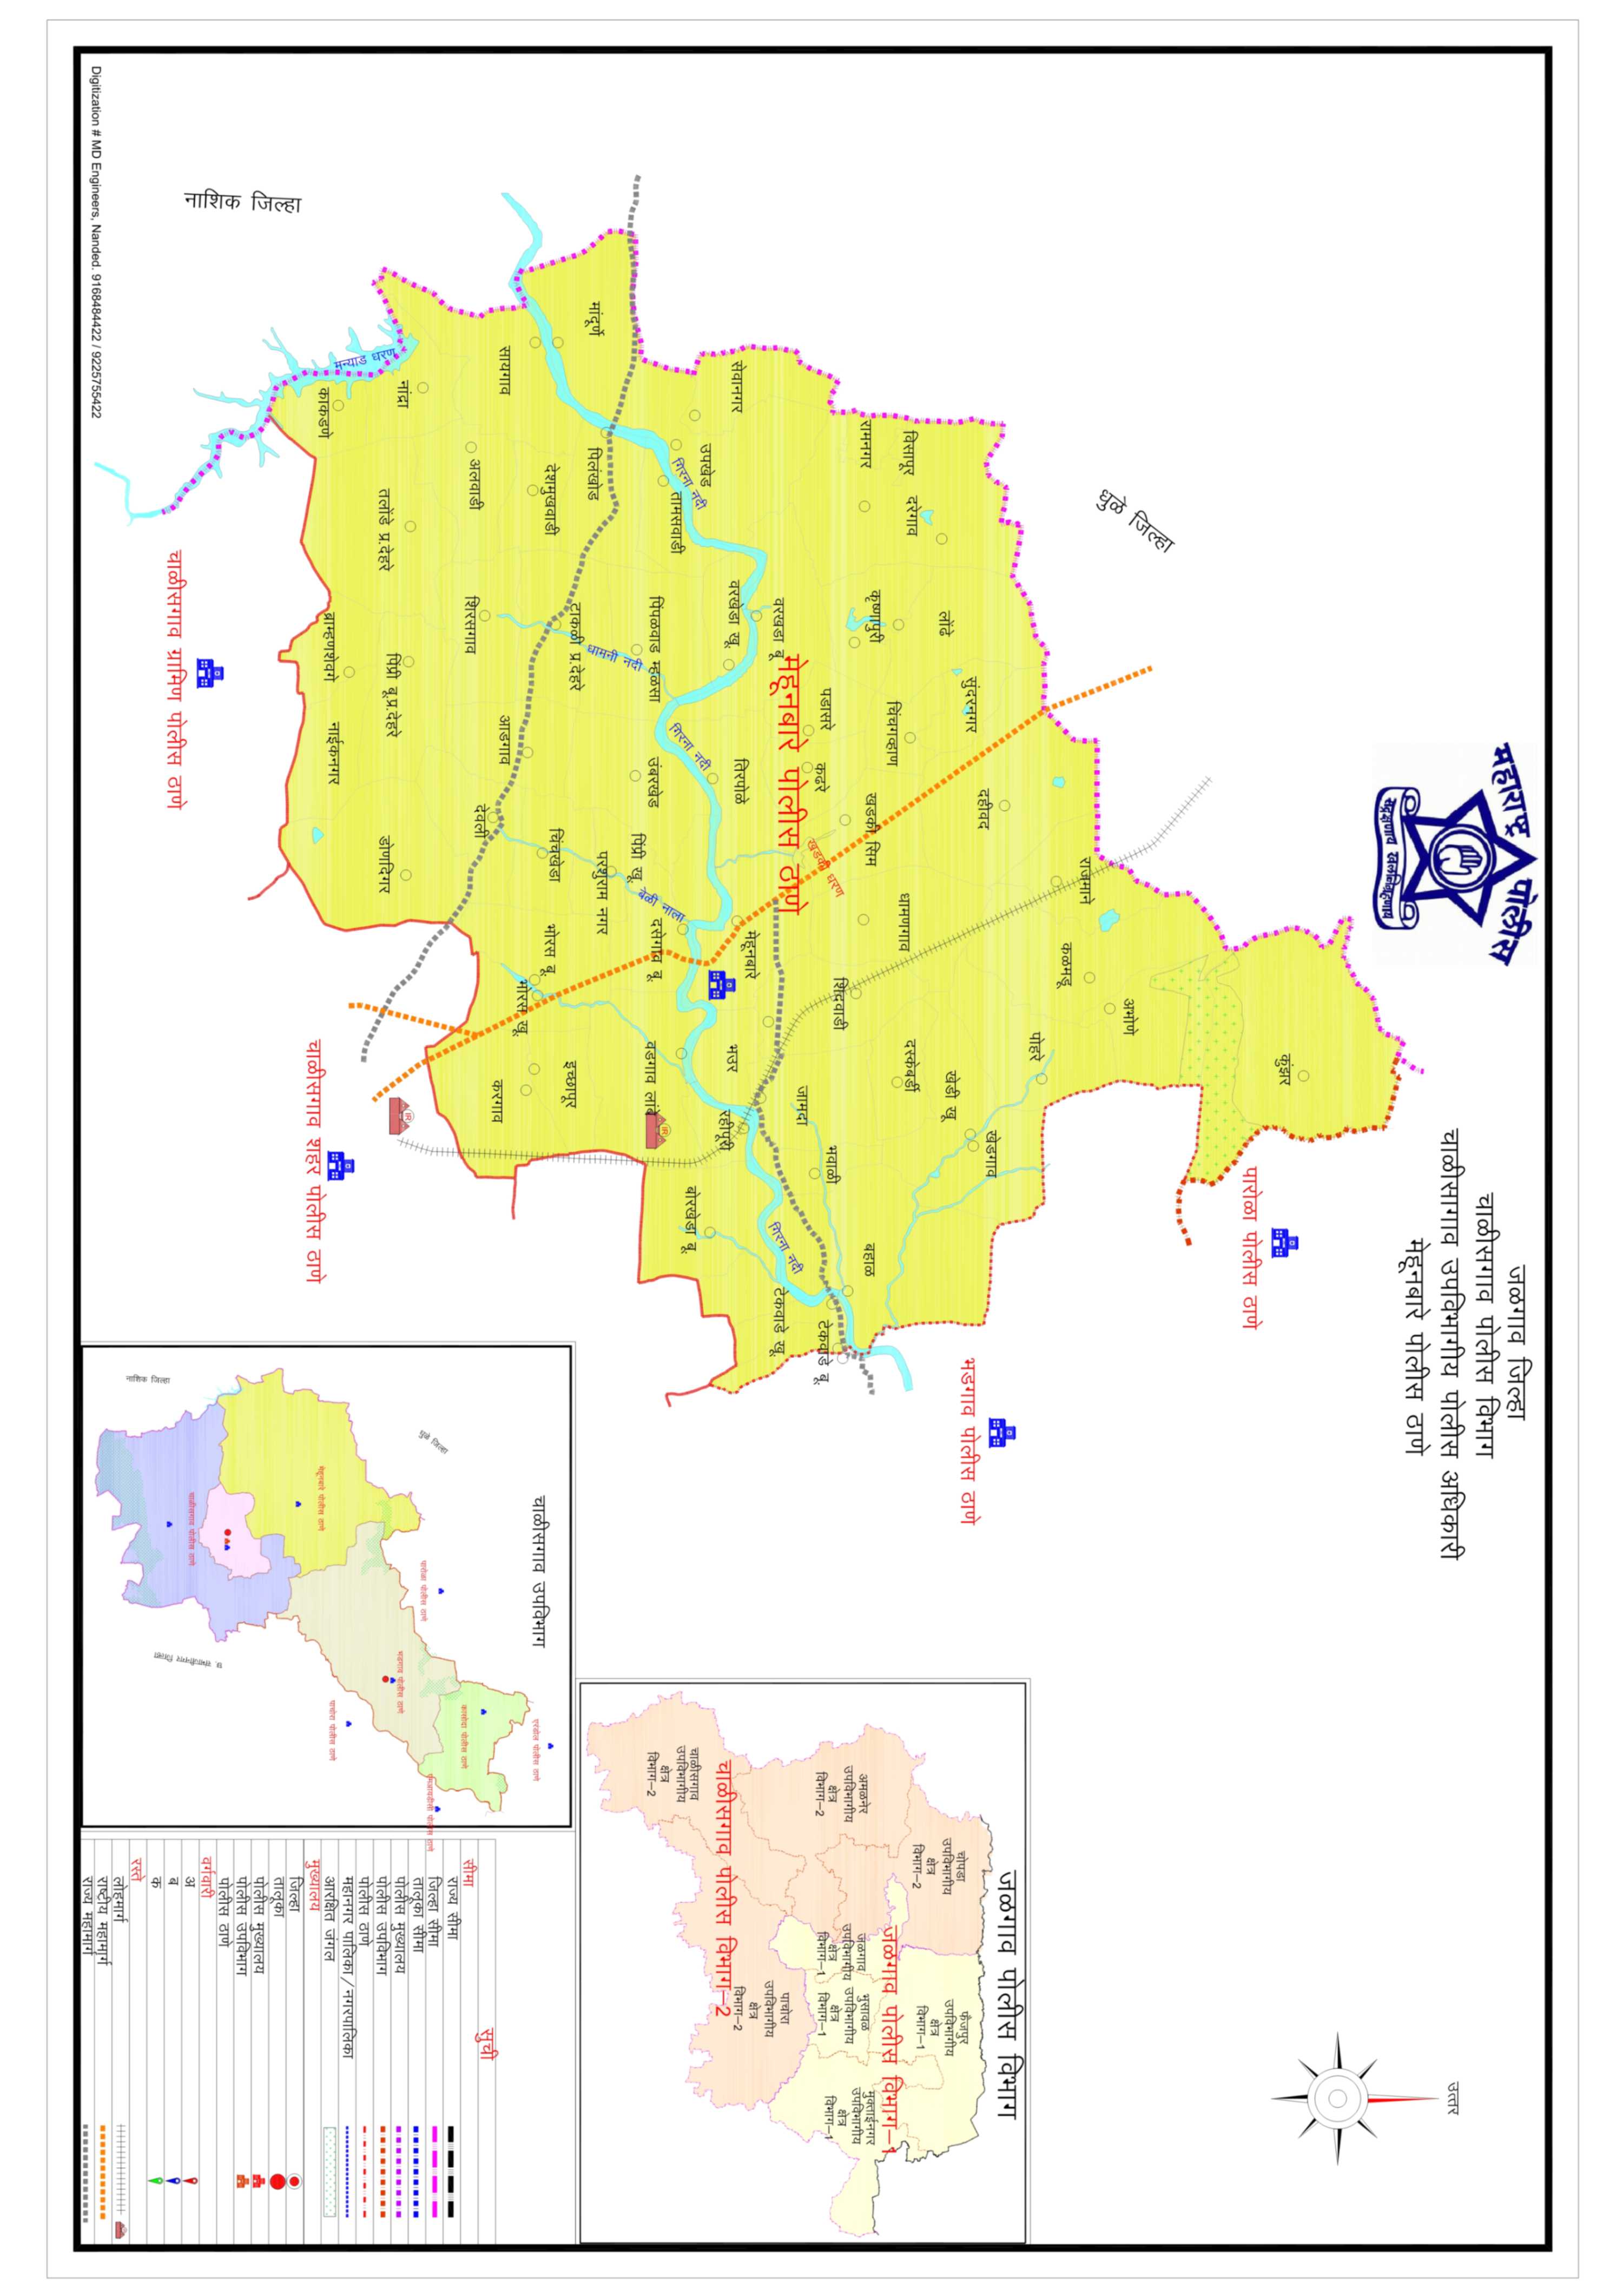 महाराष्ट्र पोलीस
सद्रक्षणाय खलनिग्रहणाय
जळगाव जिल्हा
चाळीसगाव पोलीस विभाग
चाळीसागाव उपविभागीय पोलीस अधिकारी
मेहूनबारे पोलीस ठाणे
उत्तर
कुंझर
पारोळा पोलीस ठाणे
धुळे जिल्हा
अभोणे
राजमाने
कळमडू
पोहरे
दहीवद
सुंदरनगर
खेडगाव
भडगाव पोलीस ठाणे
लोंढे
खेडी खू
विसापूर
दरेगाव
धामणगाव
दस्केबर्डी
चिंचगव्हाण
रामनगर
कृष्णापुरी
खडकी सिम
बहाळ
शिदवाडी
खडकी धरण
भवाळी
पडासरे
कढरे
टेकवाडे बू.
जामदा
मेहूनबारे पोलीस ठाणे
गिरना नदी
वरखडा बू
टेकवाडे खू.
सेवानगर
वरखेडा खू.
तिरपोळे
मेहूनबारे
भउर
रहीपूरी
उपखेड
गिरना नदी
तामसवाडी
गिरना नदी
बोरखेडा बू.
पिंपळवाड म्हळसा
उंबरखेड
पिंप्री खू.
बेळी नाला
दसेगाव बू.
वडगाव लांबे
IR
धामनी नदी
मांदूर्णे
पिलंखोड
परशुराम नगर
टाकळी प्र.देहरे
देशमुखवाडी
चिंचखेडा
भोरस बू.
इच्छापूर
भोरस खू.
सायगाव
आडगाव
करगाव
अलवाडी
शिरसगाव
देवली
नांद्रा
तलोंडे प्र.देहरे
पिंप्री बू.प्र.देहरे
डोणदिगर
IR
मन्याड धरण
काकडणे
ब्राम्हणशेवगे
नाईकनगर
चाळीसगाव शहर पोलीस ठाणे
नाशिक जिल्हा
चाळीसगाव ग्रामिण पोलीस ठाणे
Digitization # MD Engineers, Nanded. 9168484422 / 9225755422
जळगाव पोलीस विभाग
चोपडा
उपविभागीय
क्षेत्र
विभाग-2
फैजपुर
उपविभागीय
क्षेत्र
विभाग-1
जळगाव पोलीस विभाग-1
अमळनेर
उपविभागीय
क्षेत्र
विभाग-2
जळगाव
उपविभागीय
क्षेत्र
विभाग-1
भुसावळ
उपविभागीय
क्षेत्र
विभाग-1
मुक्ताईनगर
उपविभागीय
क्षेत्र
विभाग-1
पाचोरा
उपविभागीय
क्षेत्र
विभाग-2
चाळीसगाव पोलीस विभाग-2
चाळीसगाव
उपविभागीय
क्षेत्र
विभाग-2
चाळीसगाव उपविभाग
एरंडोल पोलीस ठाणे
कासोदा पोलीस ठाणे
धुळे जिल्हा
पारोळा पोलीस ठाणे
एमआयडीसी पोलीस ठाणे
भडगाव पोलीस ठाणे
मेहूनबारे पोलीस ठाणे
पाचोरा पोलीस ठाणे
चाळीसगाव पोलीस ठाणे
नाशिक जिल्हा
छ. संभाजीनगर जिल्हा
सुची
सीमा
राज्य सीमा
जिल्हा सीमा
तालूका सीमा
पोलीस मुख्यालय
पोलीस उपविभाग
पोलीस ठाणे
महानगर पालिका/नगरपालिका
आरक्षित जंगल
मुख्यालय
जिल्हा
तालूका
पोलीस मुख्यालय
पोलीस उपविभाग
पोलीस ठाणे
वर्गवारी
अ
ब
क
रस्ते
लोहमार्ग
राष्टीय महामार्ग
राज्य महामार्ग